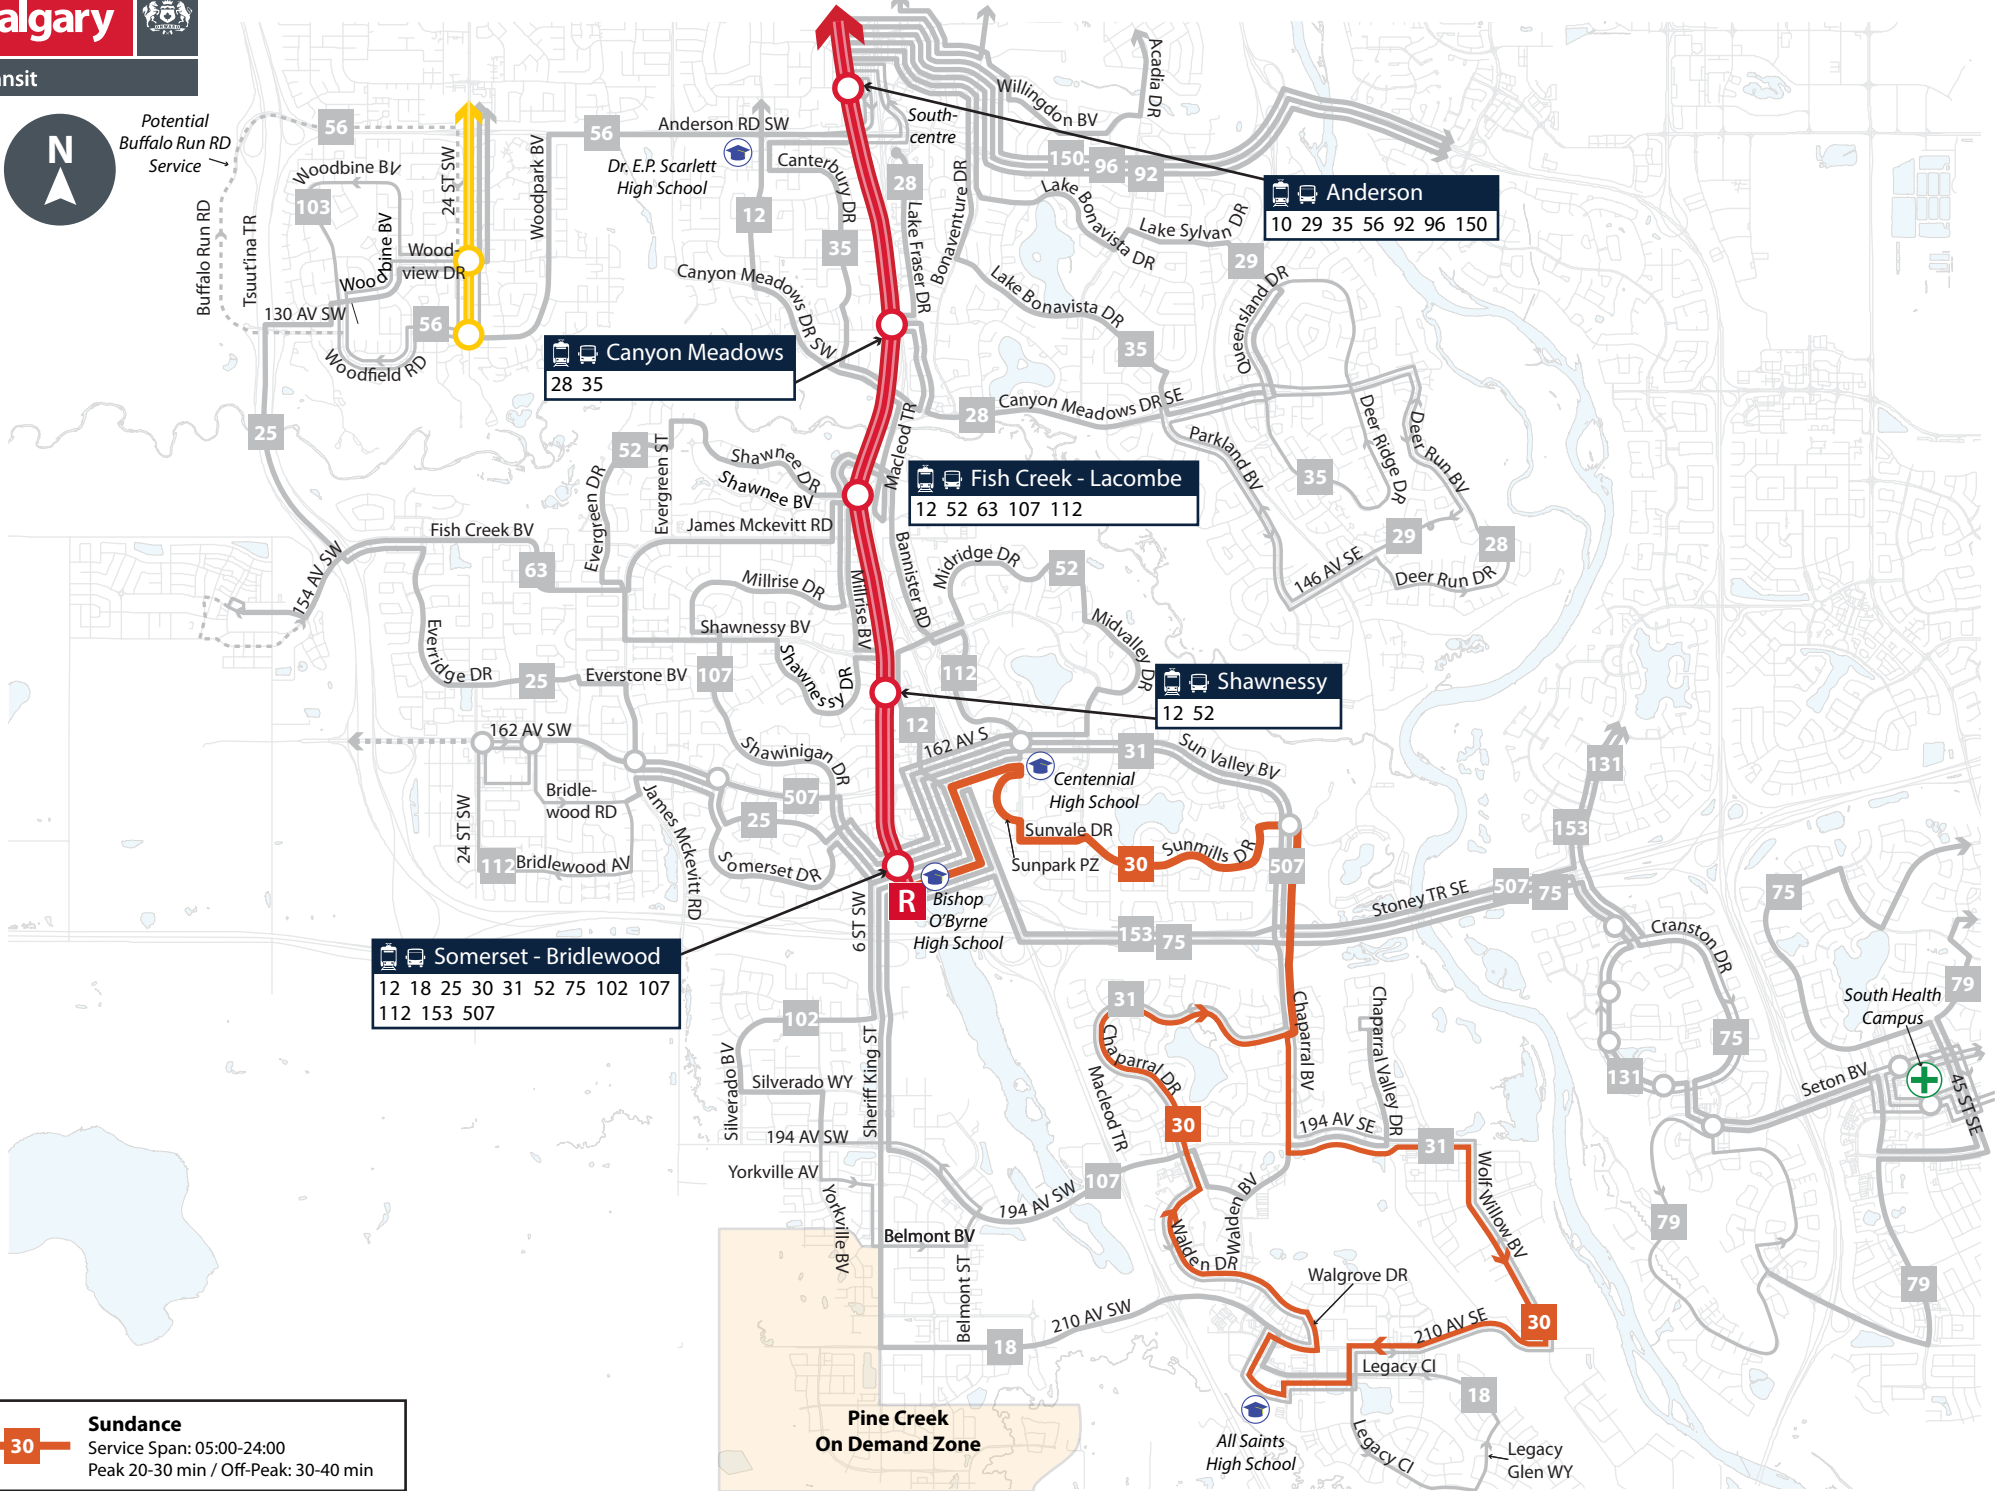 algary
ansit
N
Potential
Buffalo Run RD
Service
56
Woodbine BV
103
24 ST SW
Woodpark BV
56
Anderson RD SW
Dr. E.P. Scarlett
High School
Canterbury DR
12
35
South-
centre
28
Willingdon BV
Acadia DR
150 96 92
Anderson
10 29 35 56 92 96 150
Buffalo Run RD
Tsuut'ina TR
Woodbine BV
Wood-
view DR
130 AV SW
56
Woodfield RD
Canyon Meadows DR SW
Lake Fraser DR
Bonaventure DR
Lake Bonavista DR
Lake Sylvan DR
29
Lake Bonavista DR
35
Queensland DR
Canyon Meadows
28 35
25
52
Evergreen ST
Evergreen DR
Shawnee DR
Shawnee BV
James Mckevitt RD
Macleod TR
28
Canyon Meadows DR SE
Parkland BV
35
Deer Ridge DR
Deer Run BV
Fish Creek - Lacombe
12 52 63 107 112
Fish Creek BV
154 AV SW
63
29
28
146 AV SE
Deer Run DR
Bannister RD
Midridge DR
52
Millrise DR
Millrise BV
Midvalley DR
Shawnessy BV
Shawnessy DR
Everridge DR
25
Everstone BV
107
112
Shawnessy
12 52
12
162 AV S
31
Sun Valley BV
162 AV SW
Shawinigan DR
Centennial
High School
Bridle-
wood RD
507
25
24 ST SW
James Mckevitt RD
Sunvale DR
Sunpark PZ
30
Sunmills DR
507
131
153
112
Bridlewood AV
Somerset DR
R
6 ST SW
Bishop
O'Byrne
High School
Stoney TR SE
507 75
75
153 75
Cranston DR
Somerset - Bridlewood
12 18 25 30 31 52 75 102 107
112 153 507
102
Silverado BV
Silverado WY
Sheriff King ST
31
Chaparral DR
Chaparral BV
Chaparral Valley DR
Macleod TR
30
South Health
Campus
79
75
131
Seton BV
45 ST SE
194 AV SW
Yorkville AV
Yorkville BV
194 AV SE
31
107
194 AV SW
Walden BV
Walden DR
Wolf Willow BV
79
Belmont BV
Belmont ST
Walgrove DR
79
18
210 AV SW
210 AV SE
30
Legacy CI
18
Pine Creek
On Demand Zone
All Saints
High School
Legacy CI
Legacy
Glen WY
30
Sundance
Service Span: 05:00-24:00
Peak 20-30 min / Off-Peak: 30-40 min